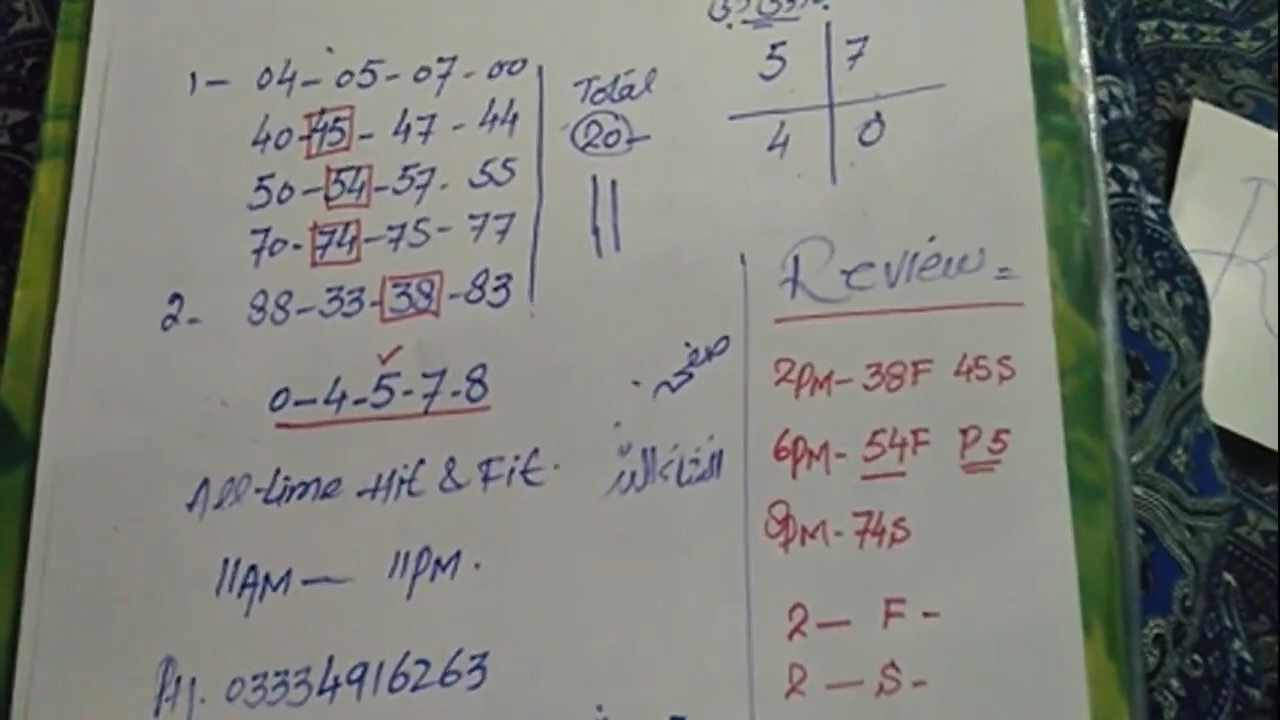 1- 04-05-07-00
40-45-47-44
50-54-57-55
70-74-75-77
2- 88-33-38-83
Total
20
0-4-5-7-8
All-time Hit & Fit.
انشاءاللہ
11AM — 11PM.
PH. 03334916263
5 7
4 0
Review =
2PM- 38F 45S
6PM- 54F P5
8PM- 74S
2 — F -
2 — S -